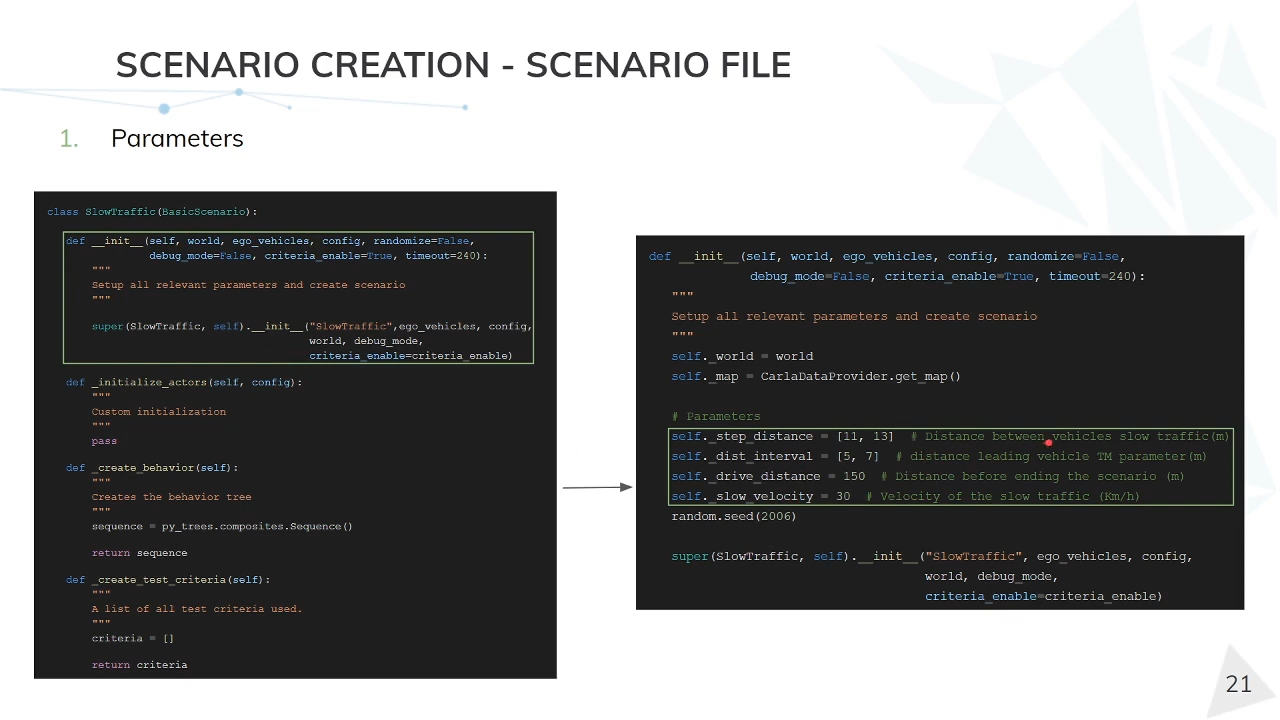 SCENARIO CREATION - SCENARIO FILE
1. Parameters
class SlowTraffic(BasicScenario):
def __init__(self, world, ego_vehicles, config, randomize=False,
debug_mode=False, criteria_enable=True, timeout=240):
"""
Setup all relevant parameters and create scenario
"""
super(SlowTraffic, self).__init__("SlowTraffic",ego_vehicles, config,
world, debug_mode,
criteria_enable=criteria_enable)
def _initialize_actors(self, config):
"""
Custom initialization
"""
pass
def _create_behavior(self):
"""
Creates the behavior tree
"""
sequence = py_trees.composites.Sequence()
return sequence
def _create_test_criteria(self):
"""
A list of all test criteria used.
"""
criteria = []
return criteria
def __init__(self, world, ego_vehicles, config, randomize=False,
debug_mode=False, criteria_enable=True, timeout=240):
"""
Setup all relevant parameters and create scenario
"""
self._world = world
self._map = CarlaDataProvider.get_map()
# Parameters
self._step_distance = [11, 13] # Distance between vehicles slow traffic(m)
self._dist_interval = [5, 7] # distance leading vehicle TM parameter(m)
self._drive_distance = 150 # Distance before ending the scenario (m)
self._slow_velocity = 30 # Velocity of the slow traffic (Km/h)
random.seed(2006)
super(SlowTraffic, self).__init__("SlowTraffic", ego_vehicles, config,
world, debug_mode,
criteria_enable=criteria_enable)
21